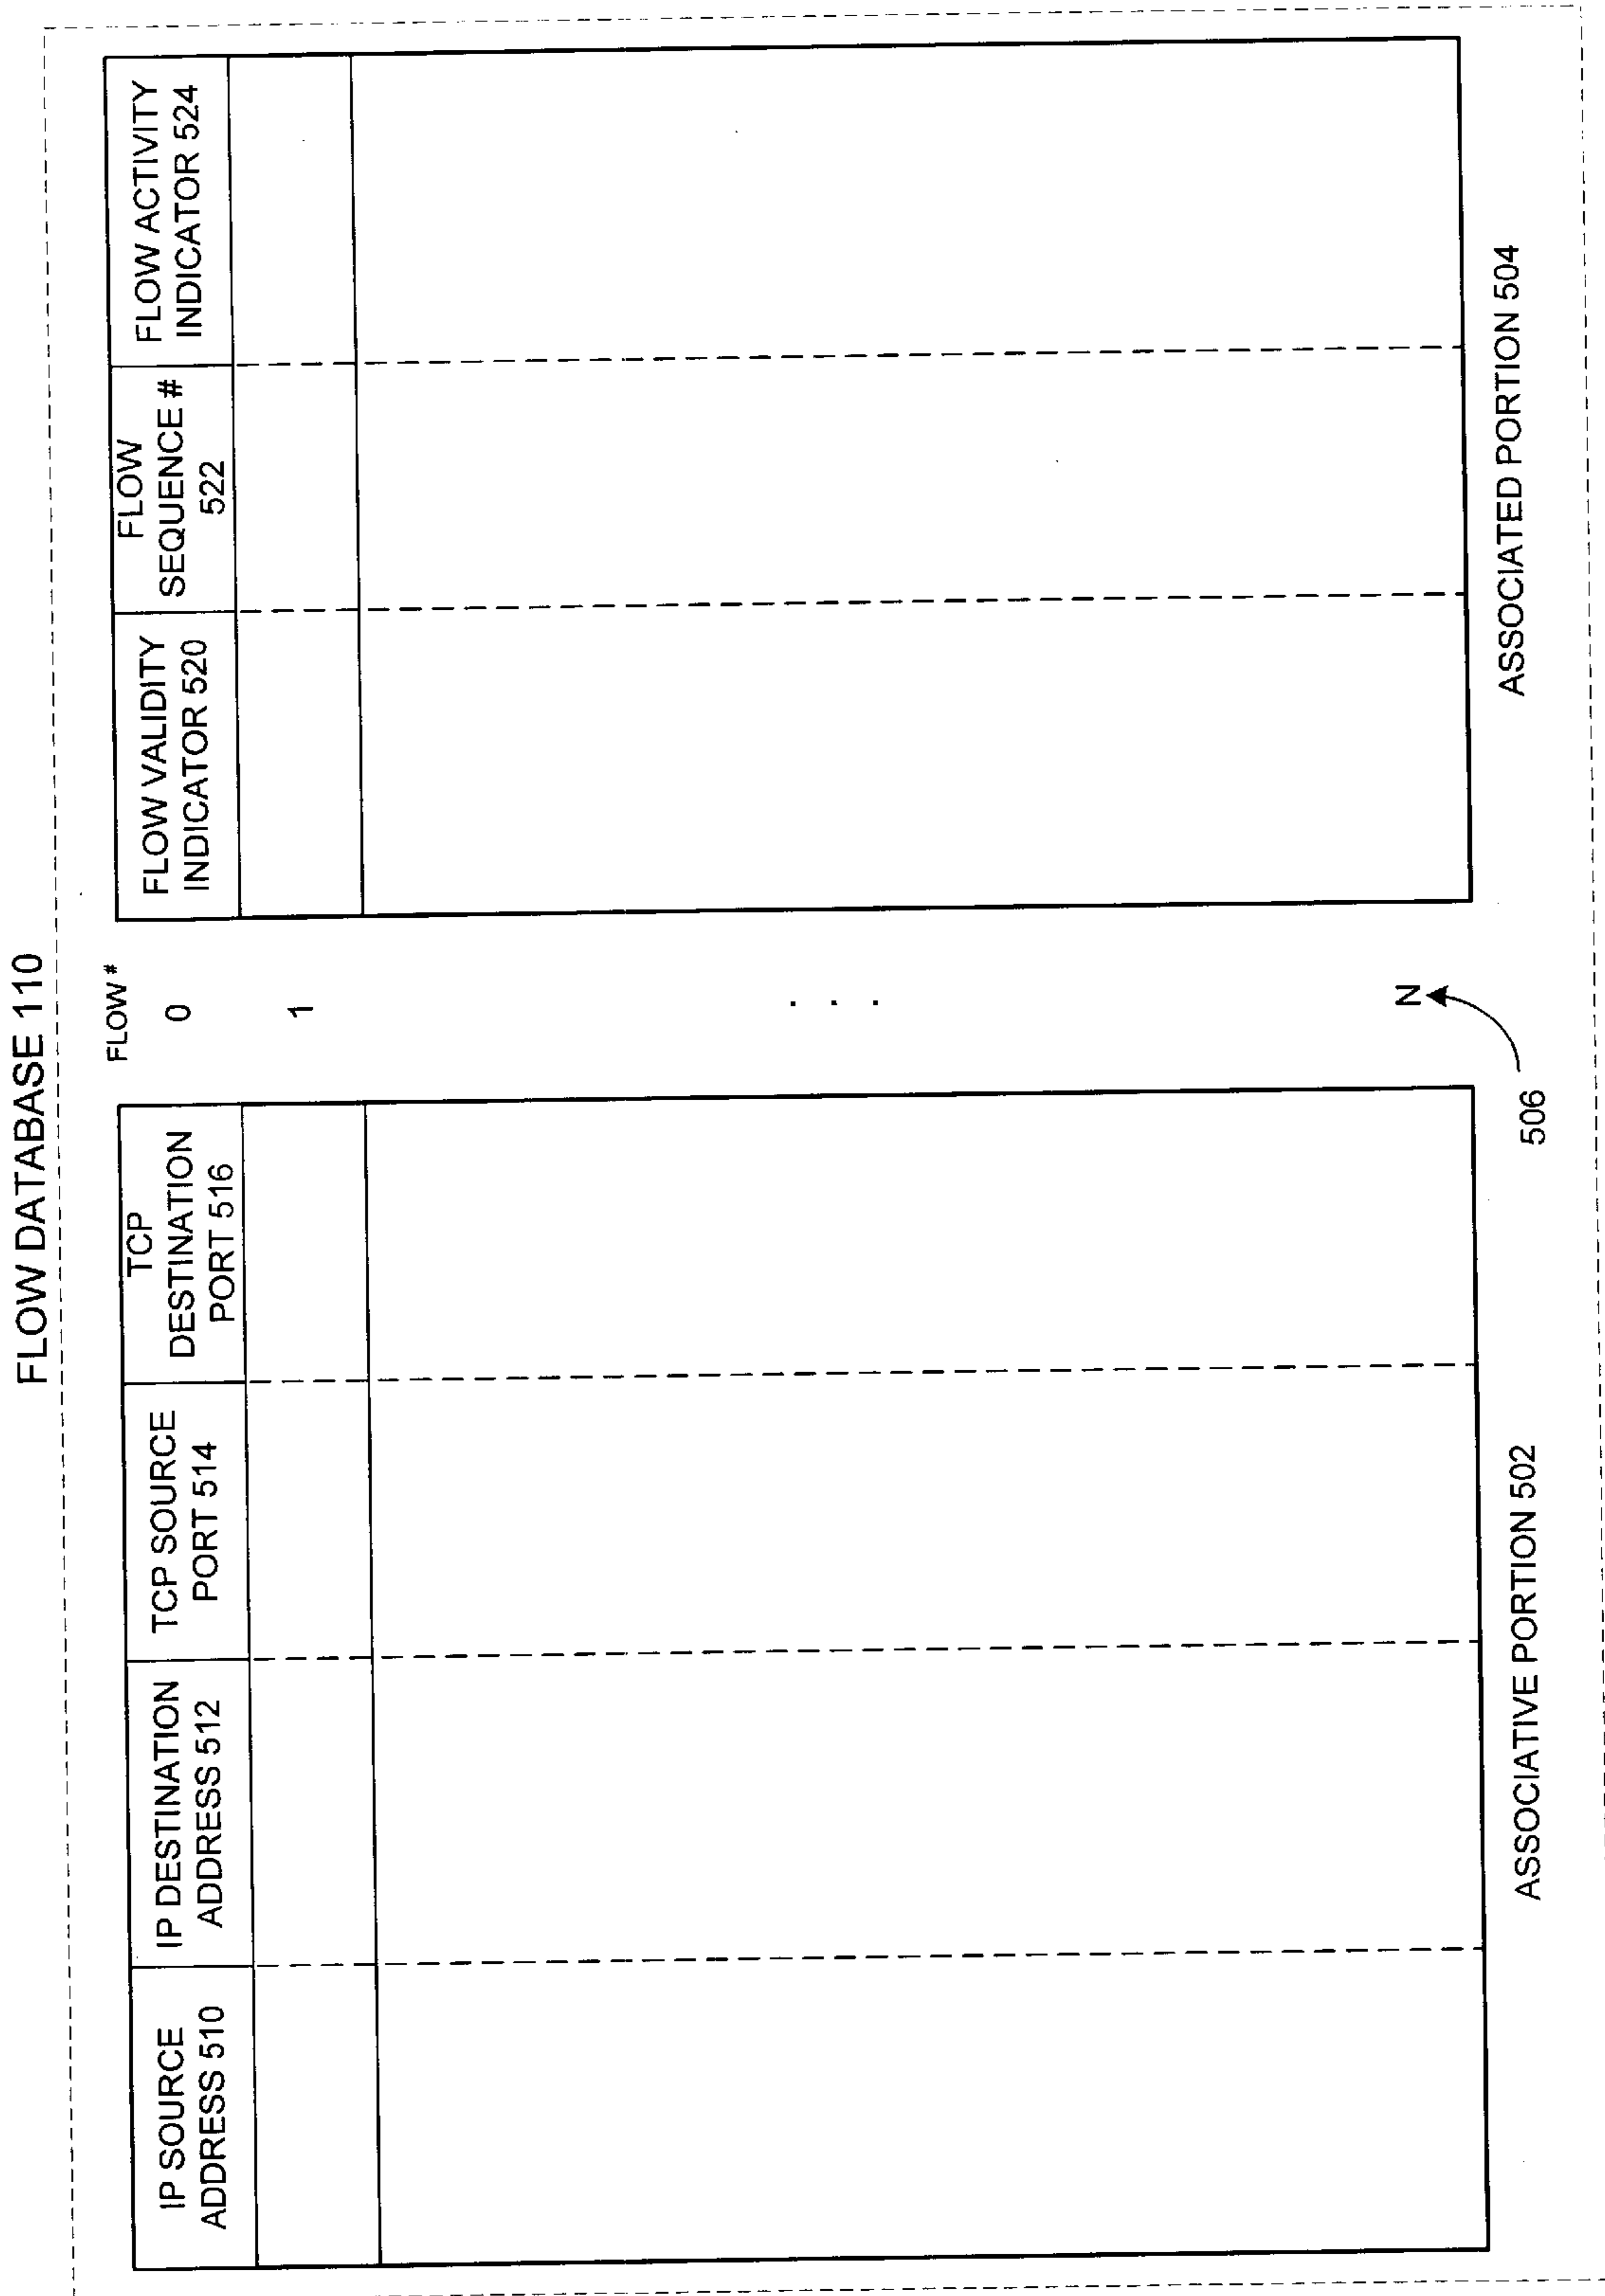 FLOW DATABASE 110
IP SOURCE
ADDRESS 510
IP DESTINATION
ADDRESS 512
TCP SOURCE
PORT 514
TCP
DESTINATION
PORT 516
FLOW #
0
1
. . .
N
506
FLOW VALIDITY
INDICATOR 520
FLOW
SEQUENCE #
522
FLOW ACTIVITY
INDICATOR 524
ASSOCIATIVE PORTION 502
ASSOCIATED PORTION 504